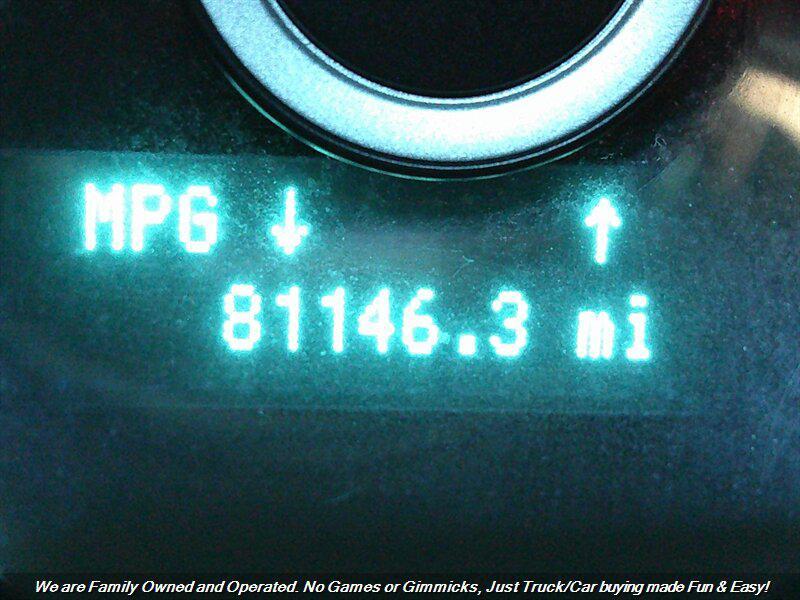 MPG ↓ ↑
81146.3 mi
We are Family Owned and Operated. No Games or Gimmicks, Just Truck/Car buying made Fun & Easy!